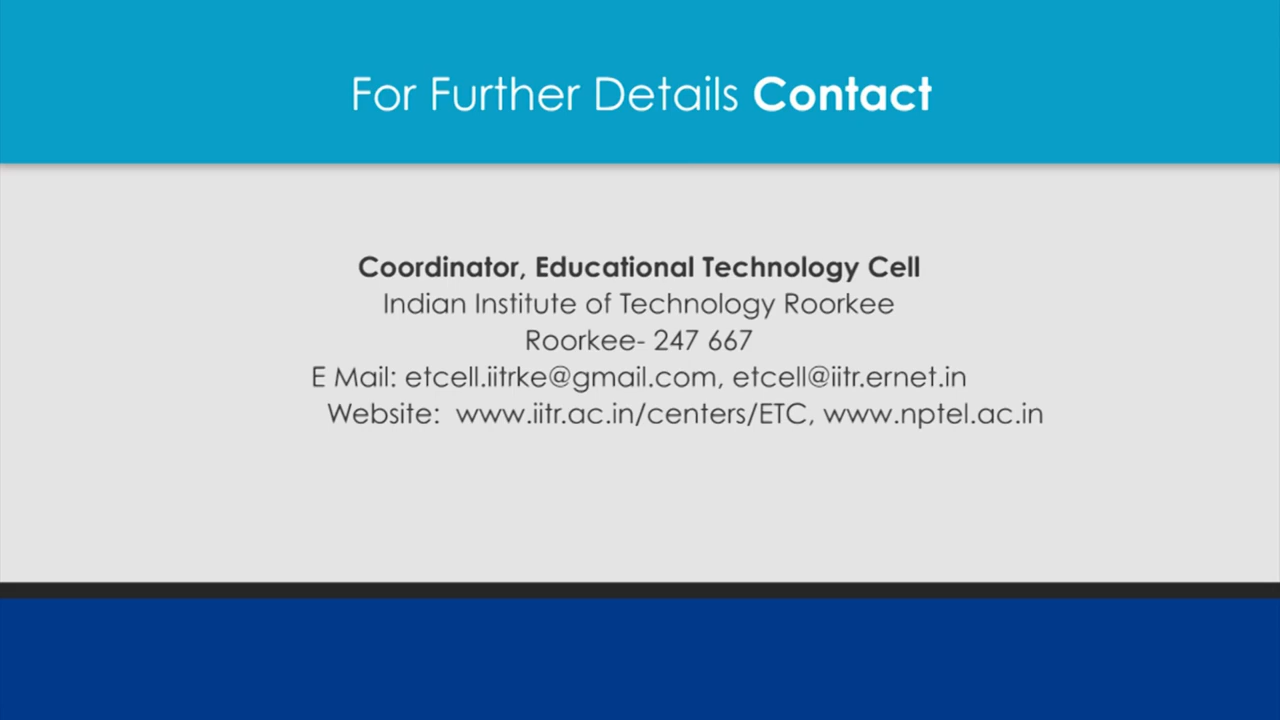 For Further Details Contact
Coordinator, Educational Technology Cell
Indian Institute of Technology Roorkee
Roorkee- 247 667
E Mail: etcell.iitrke@gmail.com, etcell@iitr.ernet.in
Website: www.iitr.ac.in/centers/ETC, www.nptel.ac.in